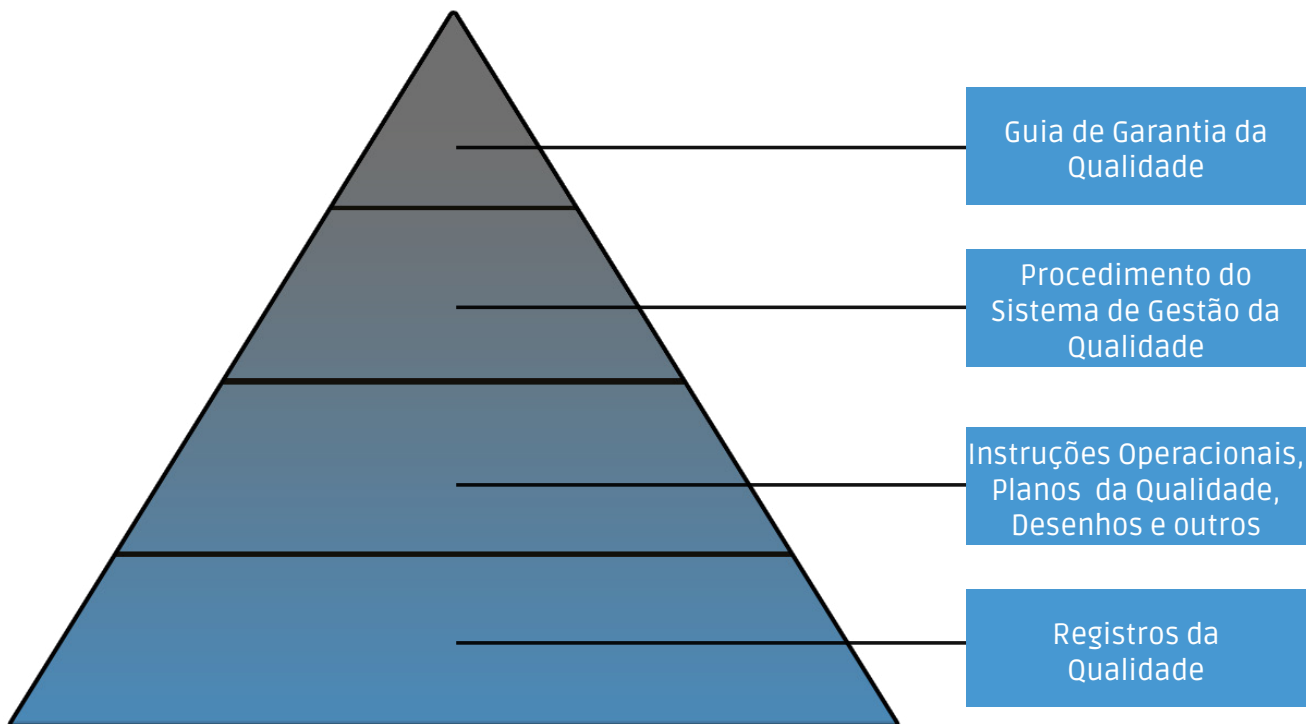 Guia de Garantia da
Qualidade
Procedimento do
Sistema de Gestão da
Qualidade
Instruções Operacionais,
Planos da Qualidade,
Desenhos e outros
Registros da
Qualidade